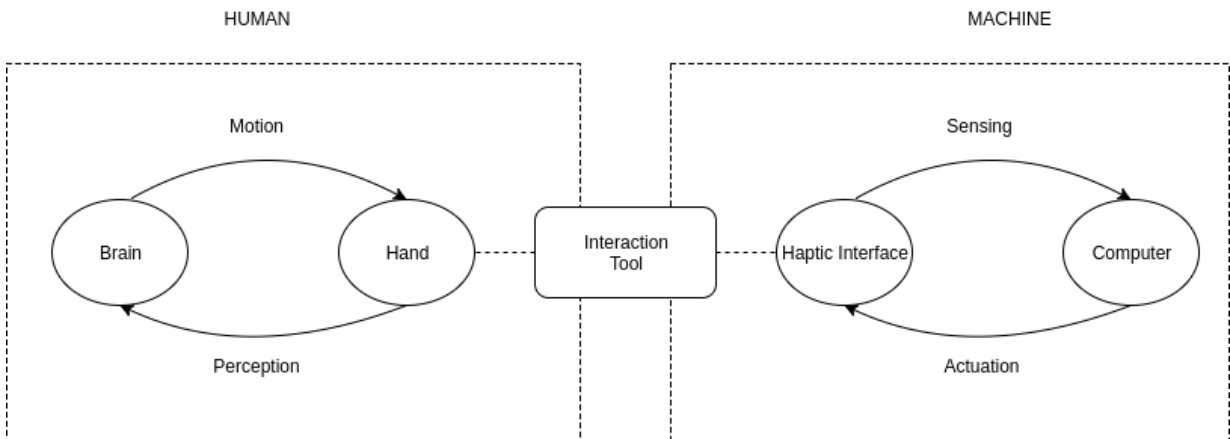 HUMAN
MACHINE
Motion
Sensing
Brain
Hand
Interaction
Tool
Haptic Interface
Computer
Perception
Actuation